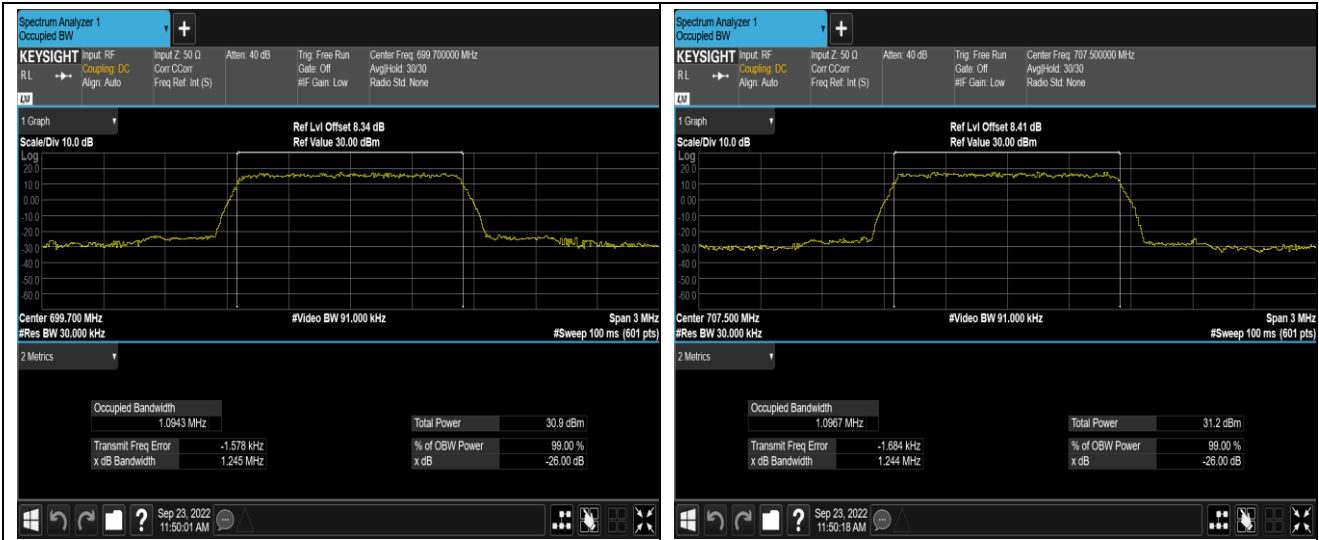 Spectrum Analyzer 1
Occupied BW
+
KEYSIGHT
Input: RF
Coupling: DC
Align: Auto
Input Z: 50 Ω
Corr CCorr
Freq Ref: Int (S)
Atten: 40 dB
Trig: Free Run
Gate: Off
#IF Gain: Low
Center Freq: 699.700000 MHz
Avg|Hold: 30/30
Radio Std: None
RL
LXI
1 Graph
Scale/Div 10.0 dB
Ref Lvl Offset 8.34 dB
Ref Value 30.00 dBm
Log
20.0
10.0
0.00
-10.0
-20.0
-30.0
-40.0
-50.0
-60.0
Center 699.700 MHz
#Res BW 30.000 kHz
#Video BW 91.000 kHz
Span 3 MHz
#Sweep 100 ms (601 pts)
2 Metrics
Occupied Bandwidth
1.0943 MHz
Total Power 30.9 dBm
Transmit Freq Error -1.578 kHz
% of OBW Power 99.00 %
x dB Bandwidth 1.245 MHz
x dB -26.00 dB
?
Sep 23, 2022
11:50:01 AM
Spectrum Analyzer 1
Occupied BW
+
KEYSIGHT
Input: RF
Coupling: DC
Align: Auto
Input Z: 50 Ω
Corr CCorr
Freq Ref: Int (S)
Atten: 40 dB
Trig: Free Run
Gate: Off
#IF Gain: Low
Center Freq: 707.500000 MHz
Avg|Hold: 30/30
Radio Std: None
RL
LXI
1 Graph
Scale/Div 10.0 dB
Ref Lvl Offset 8.41 dB
Ref Value 30.00 dBm
Log
20.0
10.0
0.00
-10.0
-20.0
-30.0
-40.0
-50.0
-60.0
Center 707.500 MHz
#Res BW 30.000 kHz
#Video BW 91.000 kHz
Span 3 MHz
#Sweep 100 ms (601 pts)
2 Metrics
Occupied Bandwidth
1.0967 MHz
Total Power 31.2 dBm
Transmit Freq Error -1.684 kHz
% of OBW Power 99.00 %
x dB Bandwidth 1.244 MHz
x dB -26.00 dB
?
Sep 23, 2022
11:50:18 AM